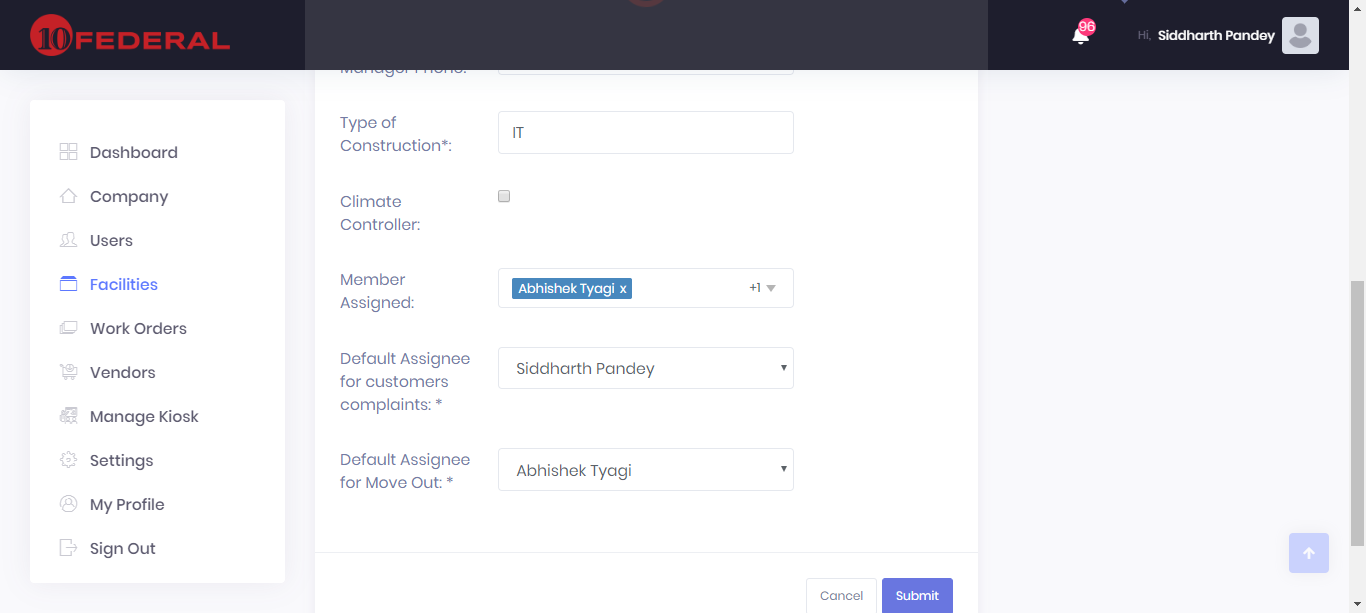 10 FEDERAL
96
Hi, Siddharth Pandey
Manager Phone:
Dashboard
Company
Users
Facilities
Work Orders
Vendors
Manage Kiosk
Settings
My Profile
Sign Out
Type of
Construction*:
IT
Climate
Controller:
Member
Assigned:
Abhishek Tyagi x
+1
Default Assignee
for customers
complaints: *
Siddharth Pandey
Default Assignee
for Move Out: *
Abhishek Tyagi
Cancel
Submit